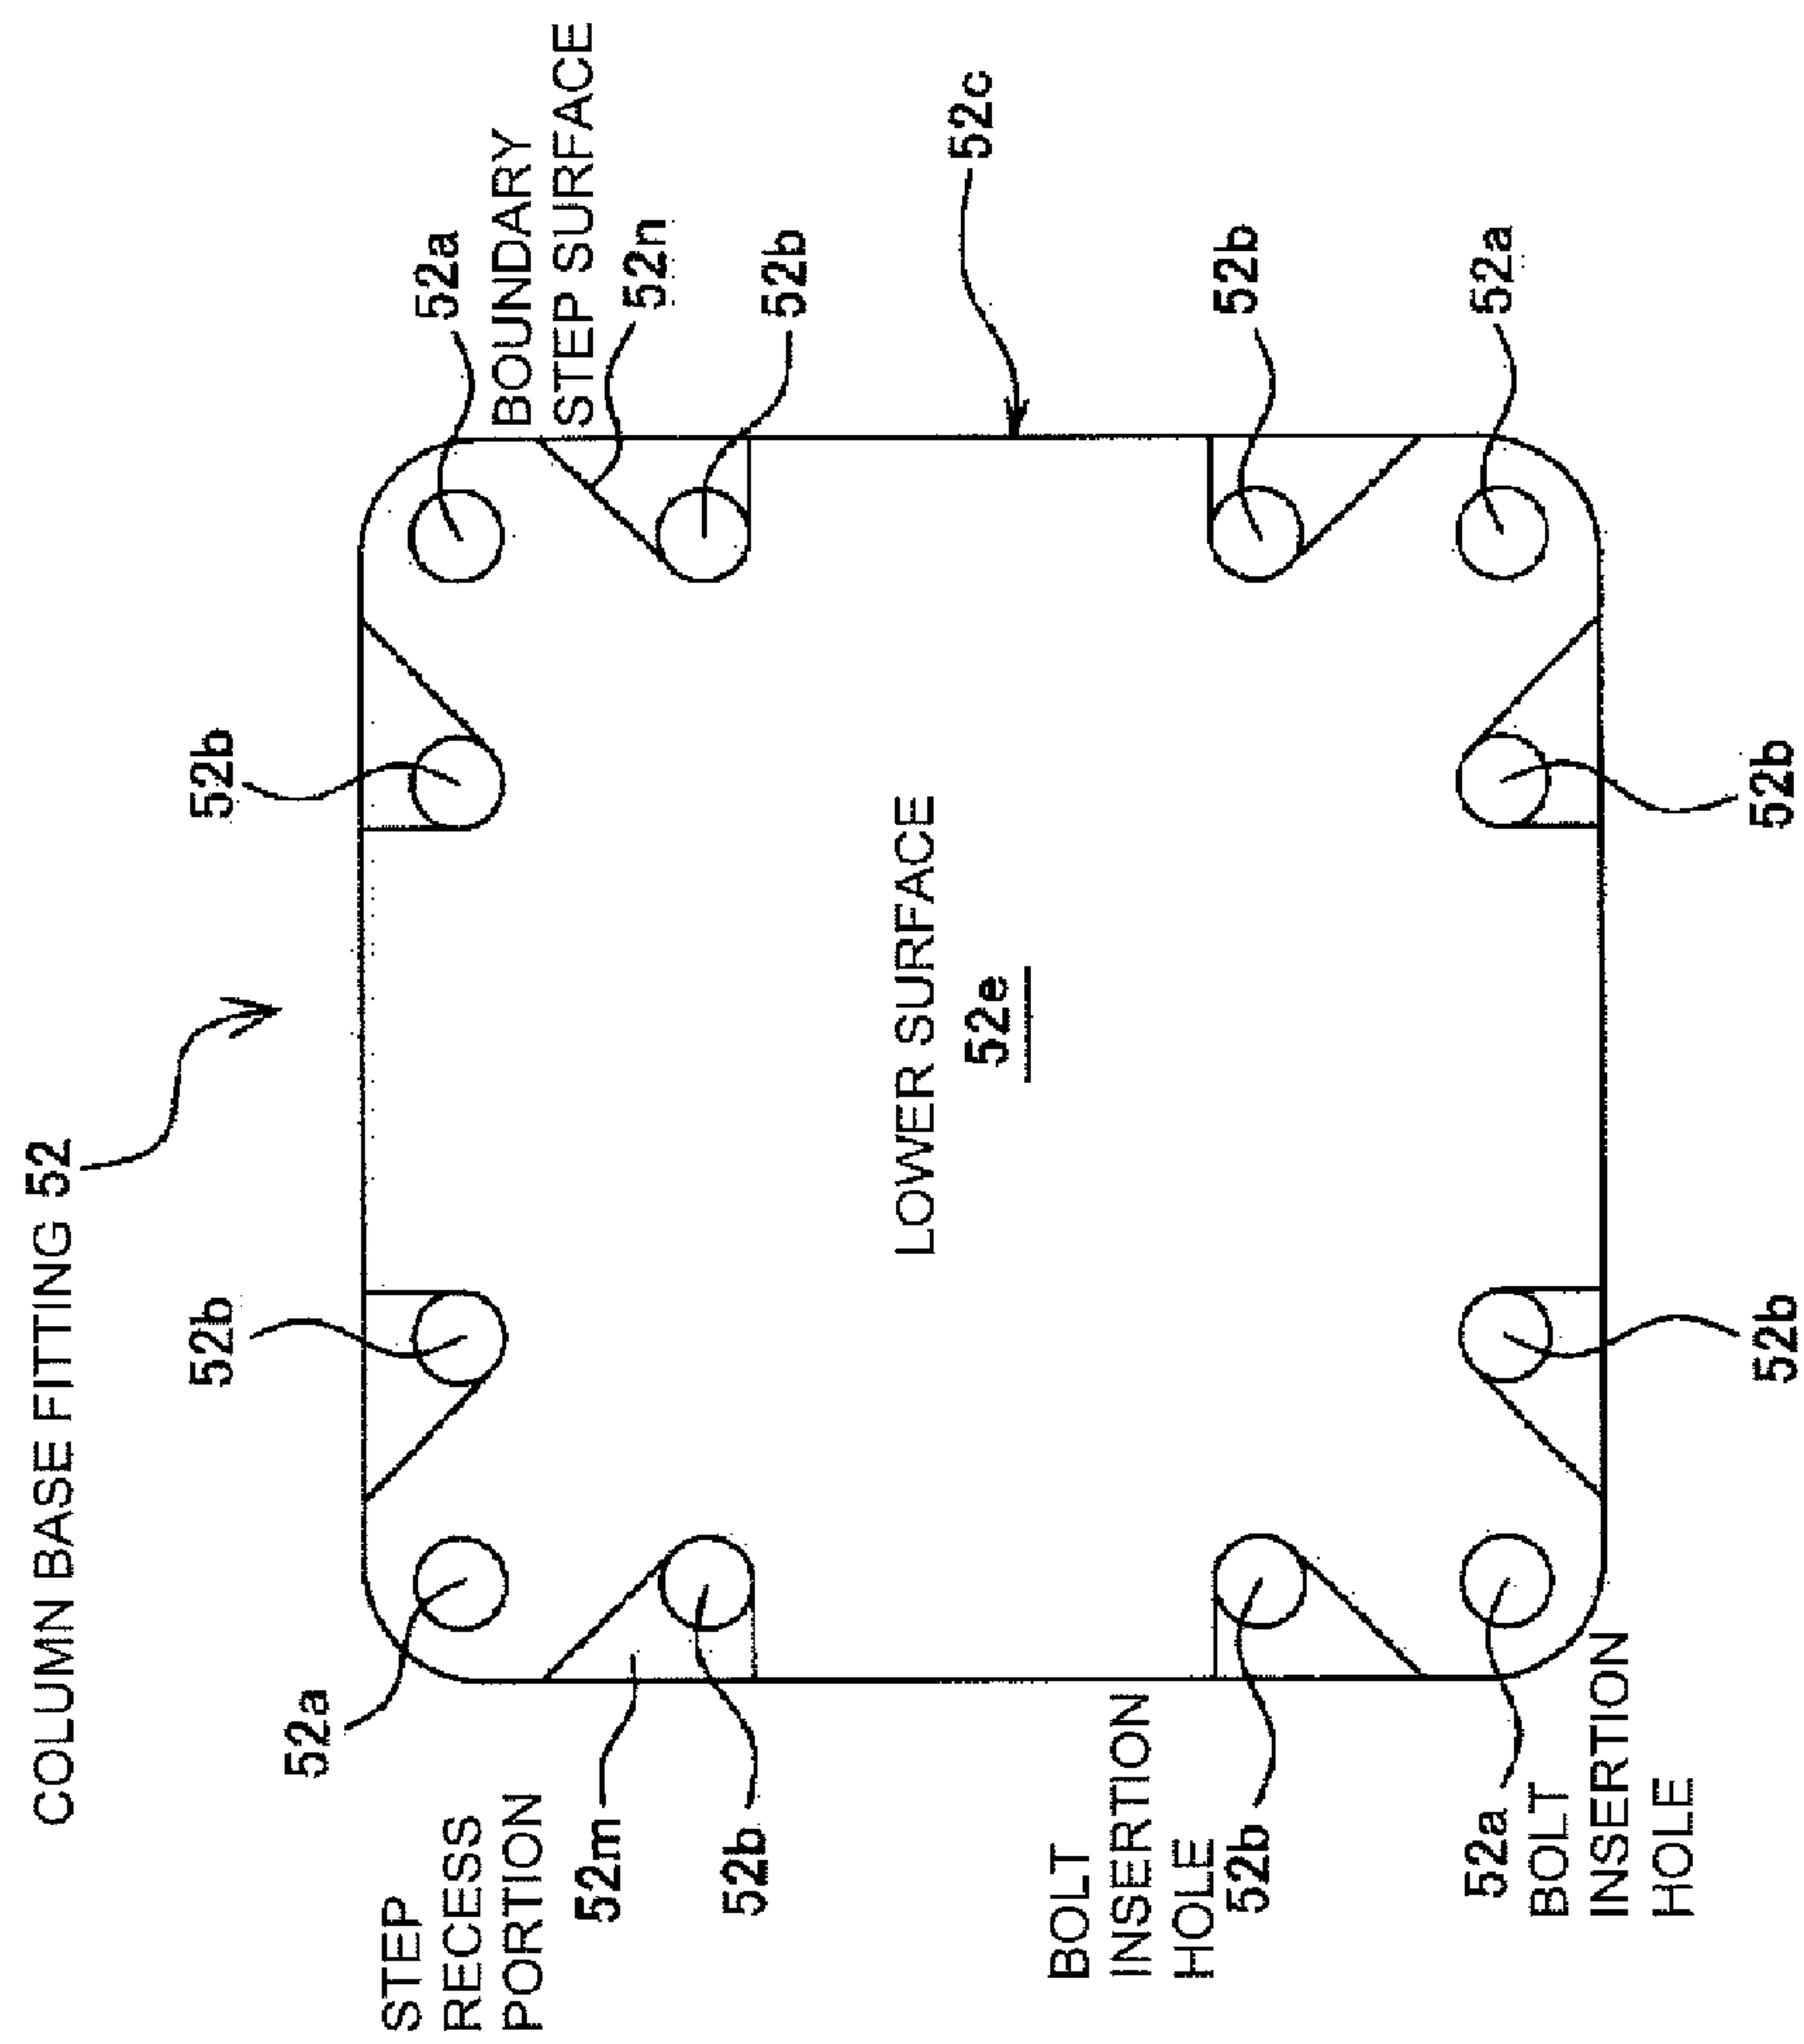 COLUMN BASE FITTING 52
52b
52b
52a
STEP
RECESS
PORTION
52m
52a
BOUNDARY
STEP SURFACE
52n
52b
52b
LOWER SURFACE
52e
52c
BOLT
INSERTION
HOLE
52b
52b
52a
BOLT
INSERTION
HOLE
52a
52b
52b